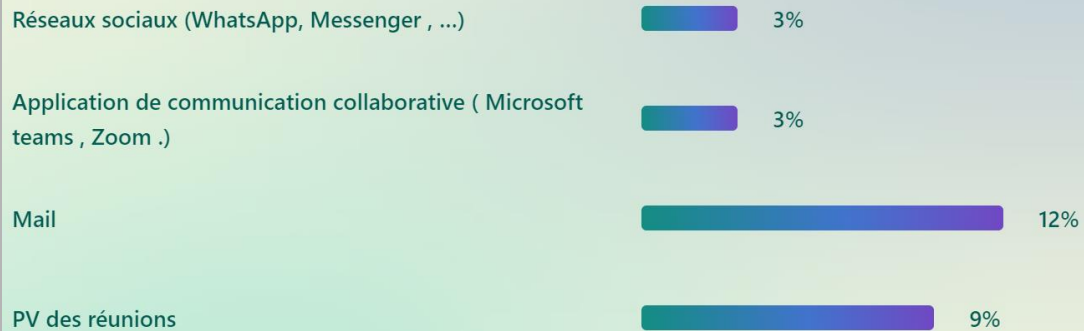 Réseaux sociaux (WhatsApp, Messenger , ...) 3%
Application de communication collaborative ( Microsoft
teams , Zoom .) 3%
Mail 12%
PV des réunions 9%